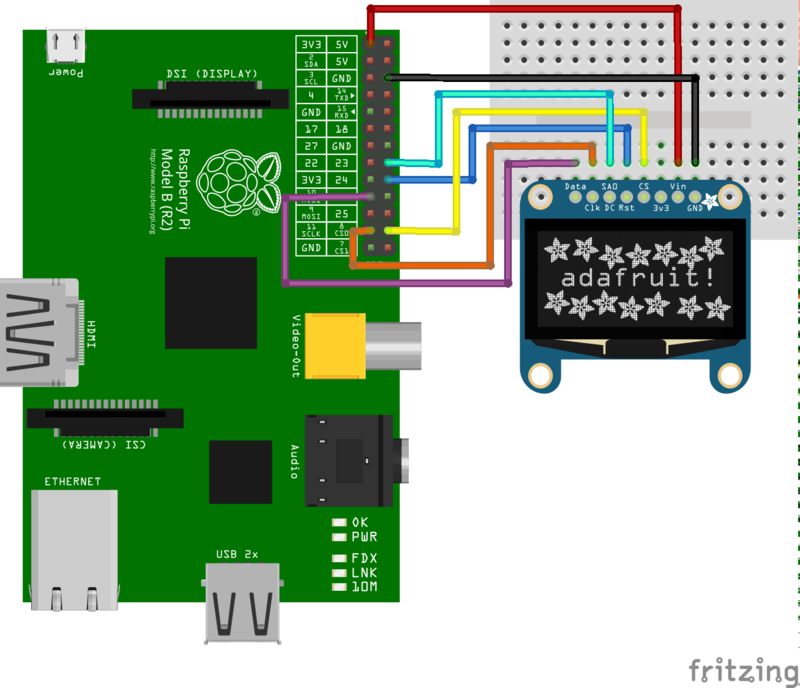 3V3 5V
2 SDA 5V
3 SCL GND
4 14 TXD
GND 15 RXD
17 18
27 GND
22 23
3V3 24
10 MOSI
9 MOSI 25
11 SCLK 8 CS0
GND 7 CS1
Power
DSI (DISPLAY)
Raspberry Pi
Model B (R2)
http://www.raspberrypi.org
®
Data SAO CS Vin
Clk DC Rst 3v3 GND
adafruit!
HDMI
Video-Out
CSI (CAMERA)
Audio
ETHERNET
OK
PWR
FDX
LNK
10M
USB 2x
fritzing